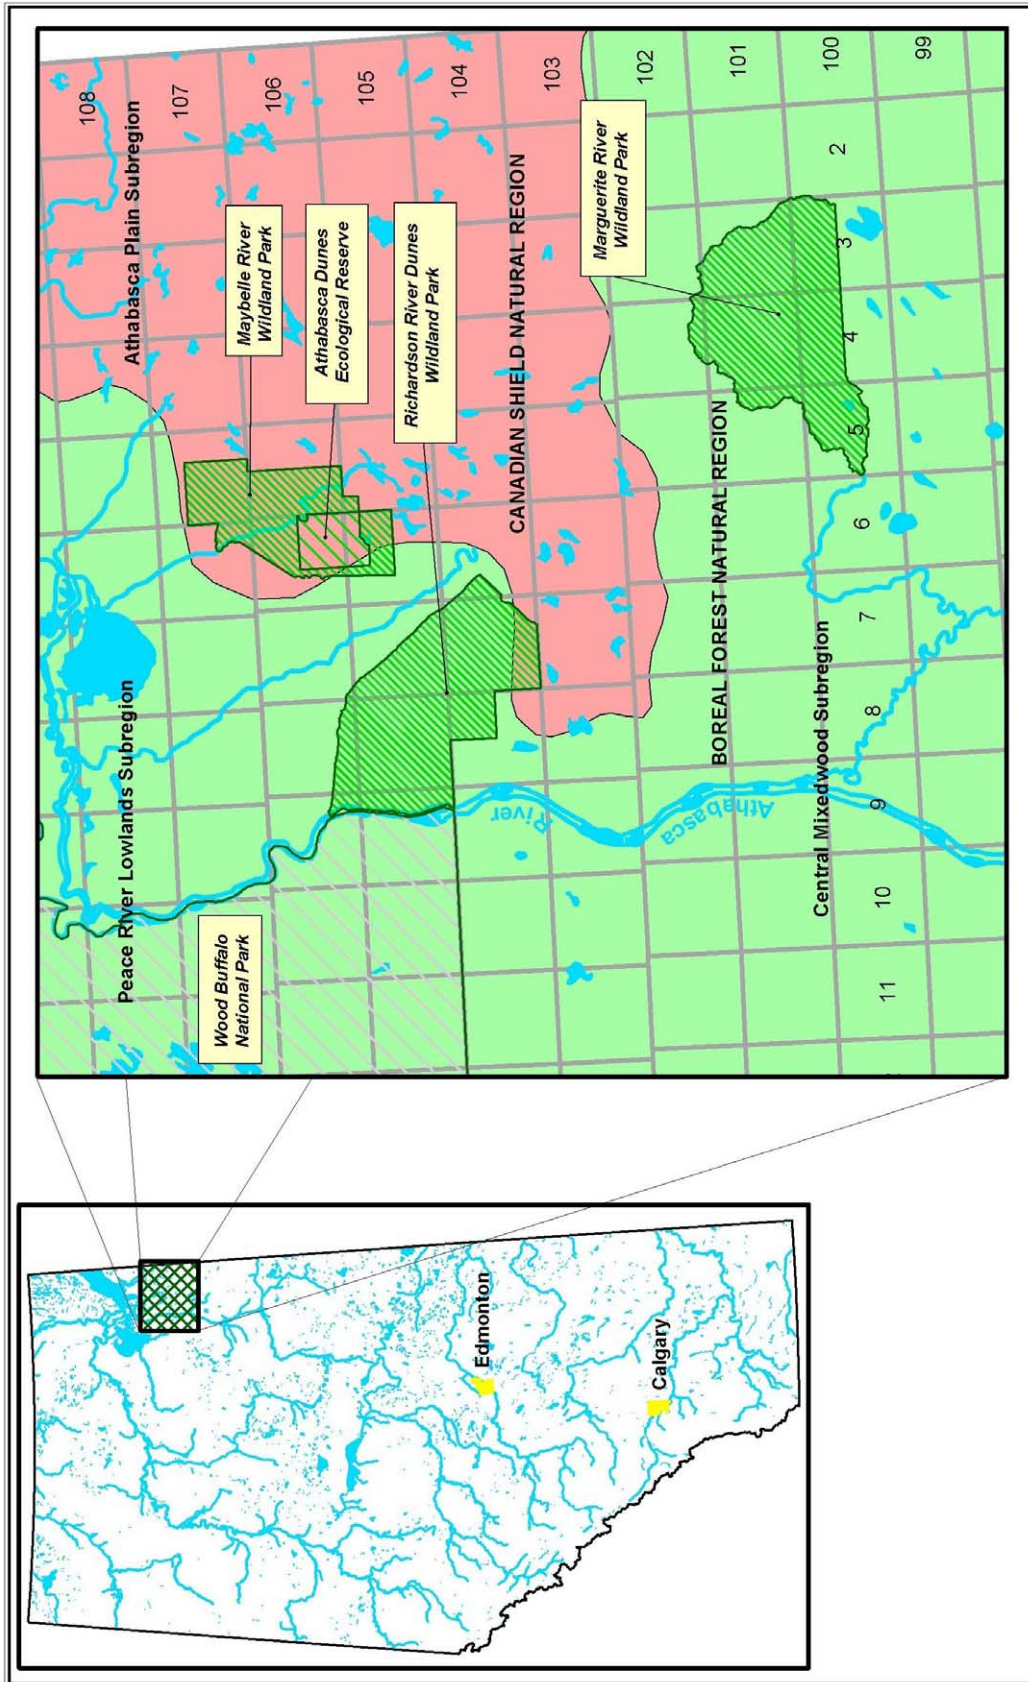 108
107
106
105
104
103
102
101
100
99
Athabasca Plain Subregion
Maybelle River
Wildland Park
Athabasca Dunes
Ecological Reserve
Richardson River Dunes
Wildland Park
CANADIAN SHIELD NATURAL REGION
Marguerite River
Wildland Park
2
3
4
5
6
7
8
9
10
11
BOREAL FOREST NATURAL REGION
Central Mixedwood Subregion
Peace River Lowlands Subregion
Wood Buffalo
National Park
Athabasca
River
Edmonton
Calgary